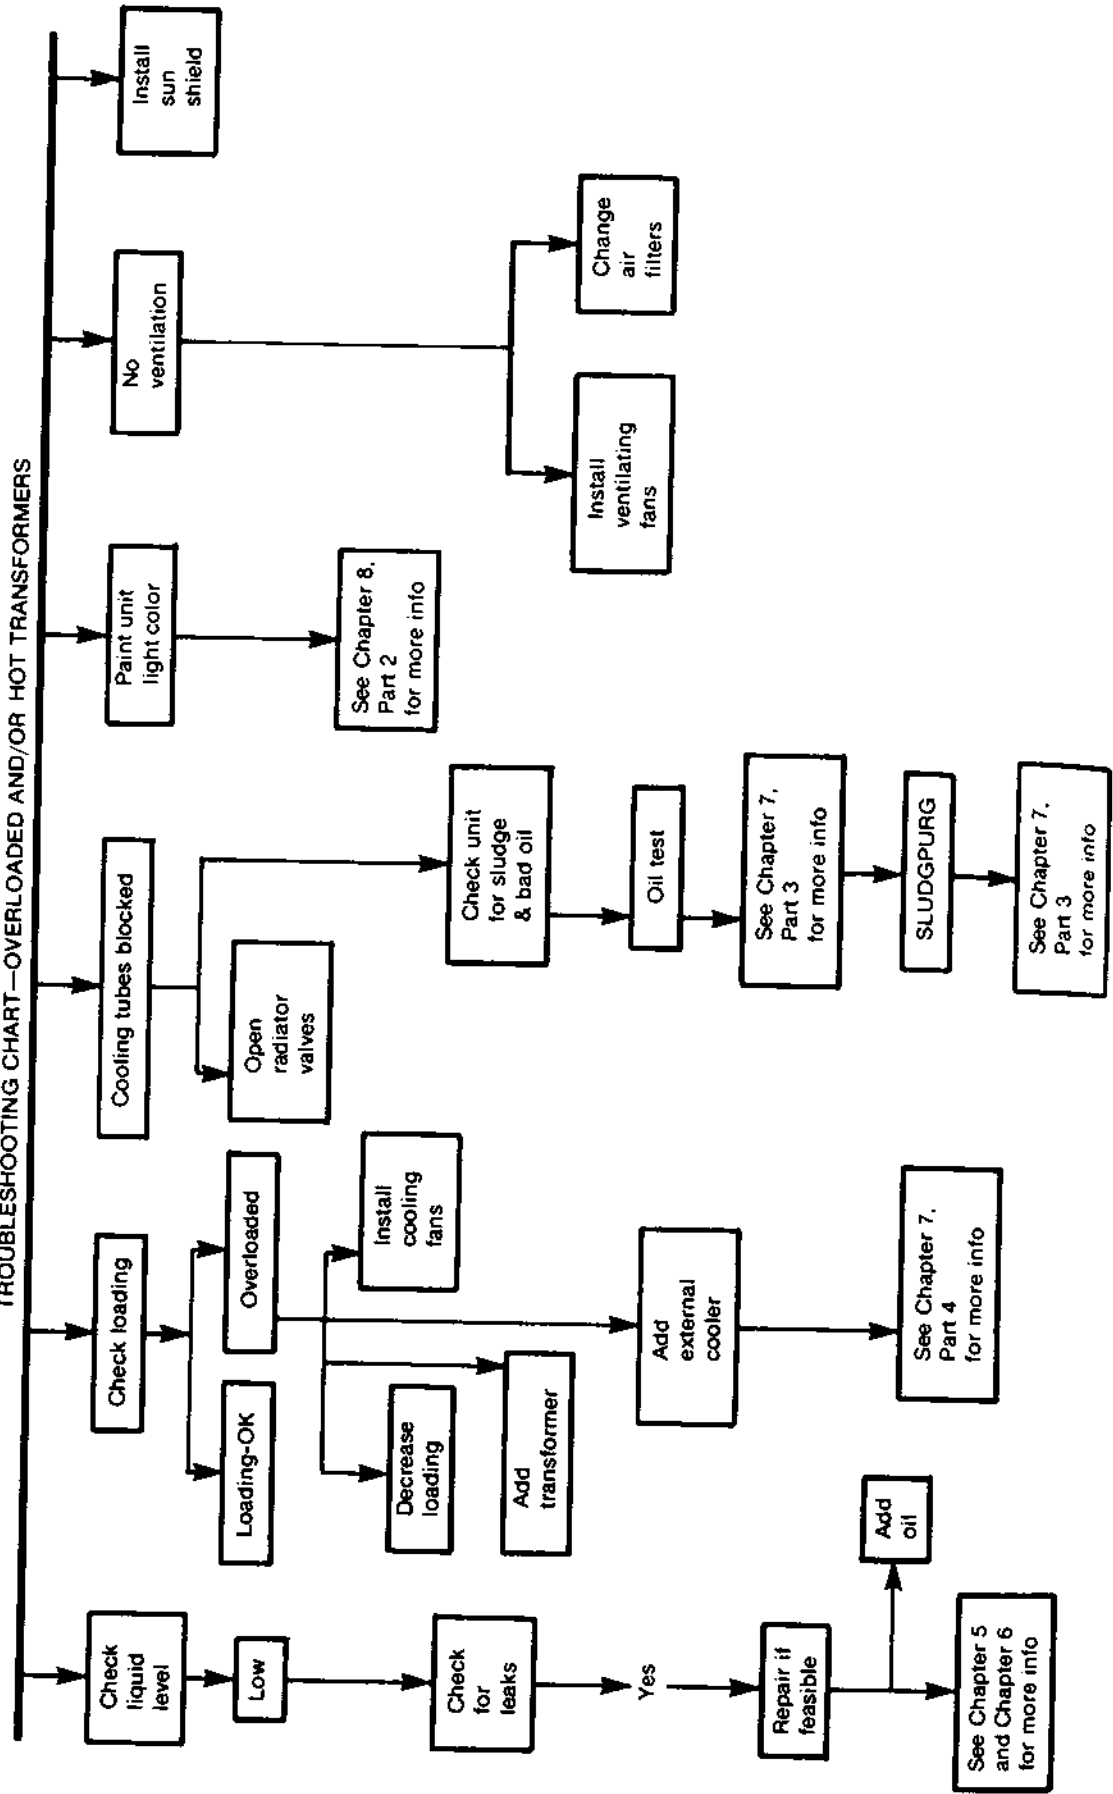 TROUBLESHOOTING CHART—OVERLOADED AND/OR HOT TRANSFORMERS
Check
liquid
level
Low
Check
for
leaks
Yes
Repair if
feasible
Add
oil
See Chapter 5
and Chapter 6
for more info
Check loading
Loading-OK
Overloaded
Decrease
loading
Install
cooling
fans
Add
transformer
Add
external
cooler
See Chapter 7,
Part 4
for more info
Cooling tubes blocked
Open
radiator
valves
Check unit
for sludge
& bad oil
Oil test
See Chapter 7,
Part 3
for more info
SLUDGPURG
See Chapter 7,
Part 3
for more info
Paint unit
light color
See Chapter 8,
Part 2
for more info
No
ventilation
Install
ventilating
fans
Change
air
filters
Install
sun
shield